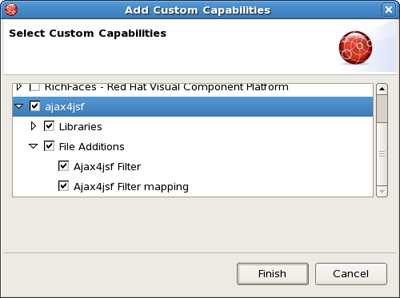 Add Custom Capabilities
Select Custom Capabilities
RichFaces - Red Hat Visual Component Platform
ajax4jsf
Libraries
File Additions
Ajax4jsf Filter
Ajax4jsf Filter mapping
Finish
Cancel